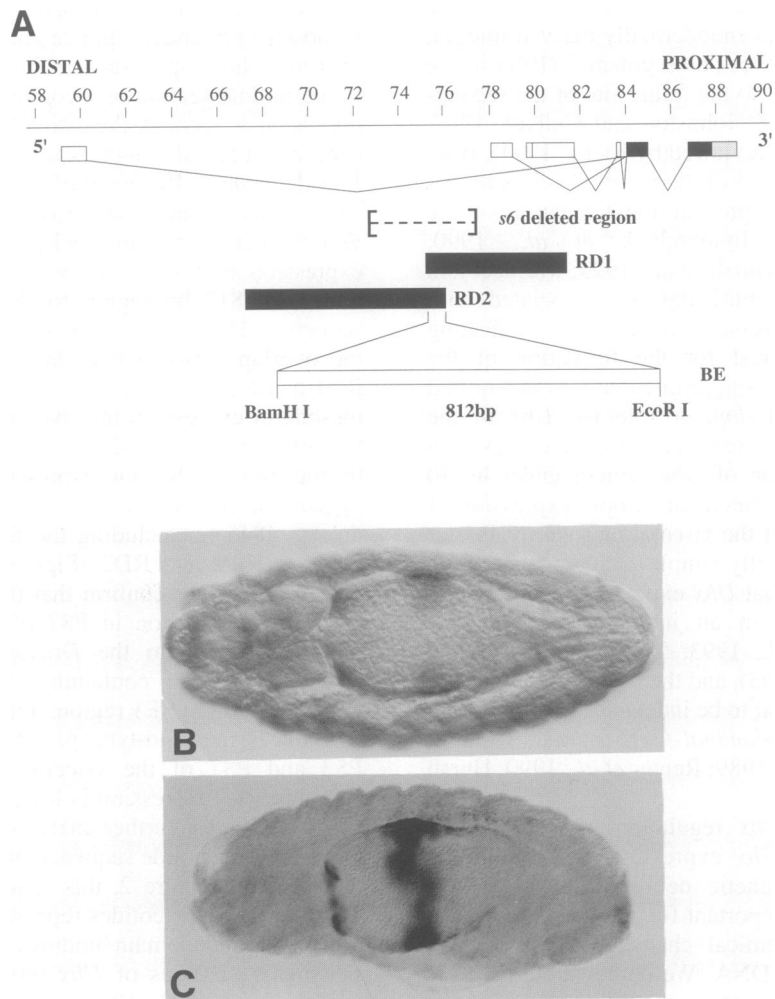 A
DISTAL PROXIMAL
58 60 62 64 66 68 70 72 74 76 78 80 82 84 86 88 90
5' 3'
s6 deleted region
RD1
RD2
BE
BamH I 812bp EcoR I
B
C